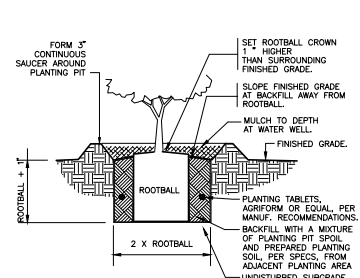 FORM 3"
CONTINUOUS
SAUCER AROUND
PLANTING PIT
SET ROOTBALL CROWN
1 " HIGHER
THAN SURROUNDING
FINISHED GRADE.
SLOPE FINISHED GRADE
AT BACKFILL AWAY FROM
ROOTBALL.
MULCH TO DEPTH
AT WATER WELL.
FINISHED GRADE.
ROOTBALL + 1"
ROOTBALL
2 X ROOTBALL
PLANTING TABLETS,
AGRIFORM OR EQUAL, PER
MANUF. RECOMMENDATIONS.
BACKFILL WITH A MIXTURE
OF PLANTING PIT SPOIL
AND PREPARED PLANTING
SOIL, PER SPECS, FROM
ADJACENT PLANTING AREA
UNDISTURBED SUBGRADE